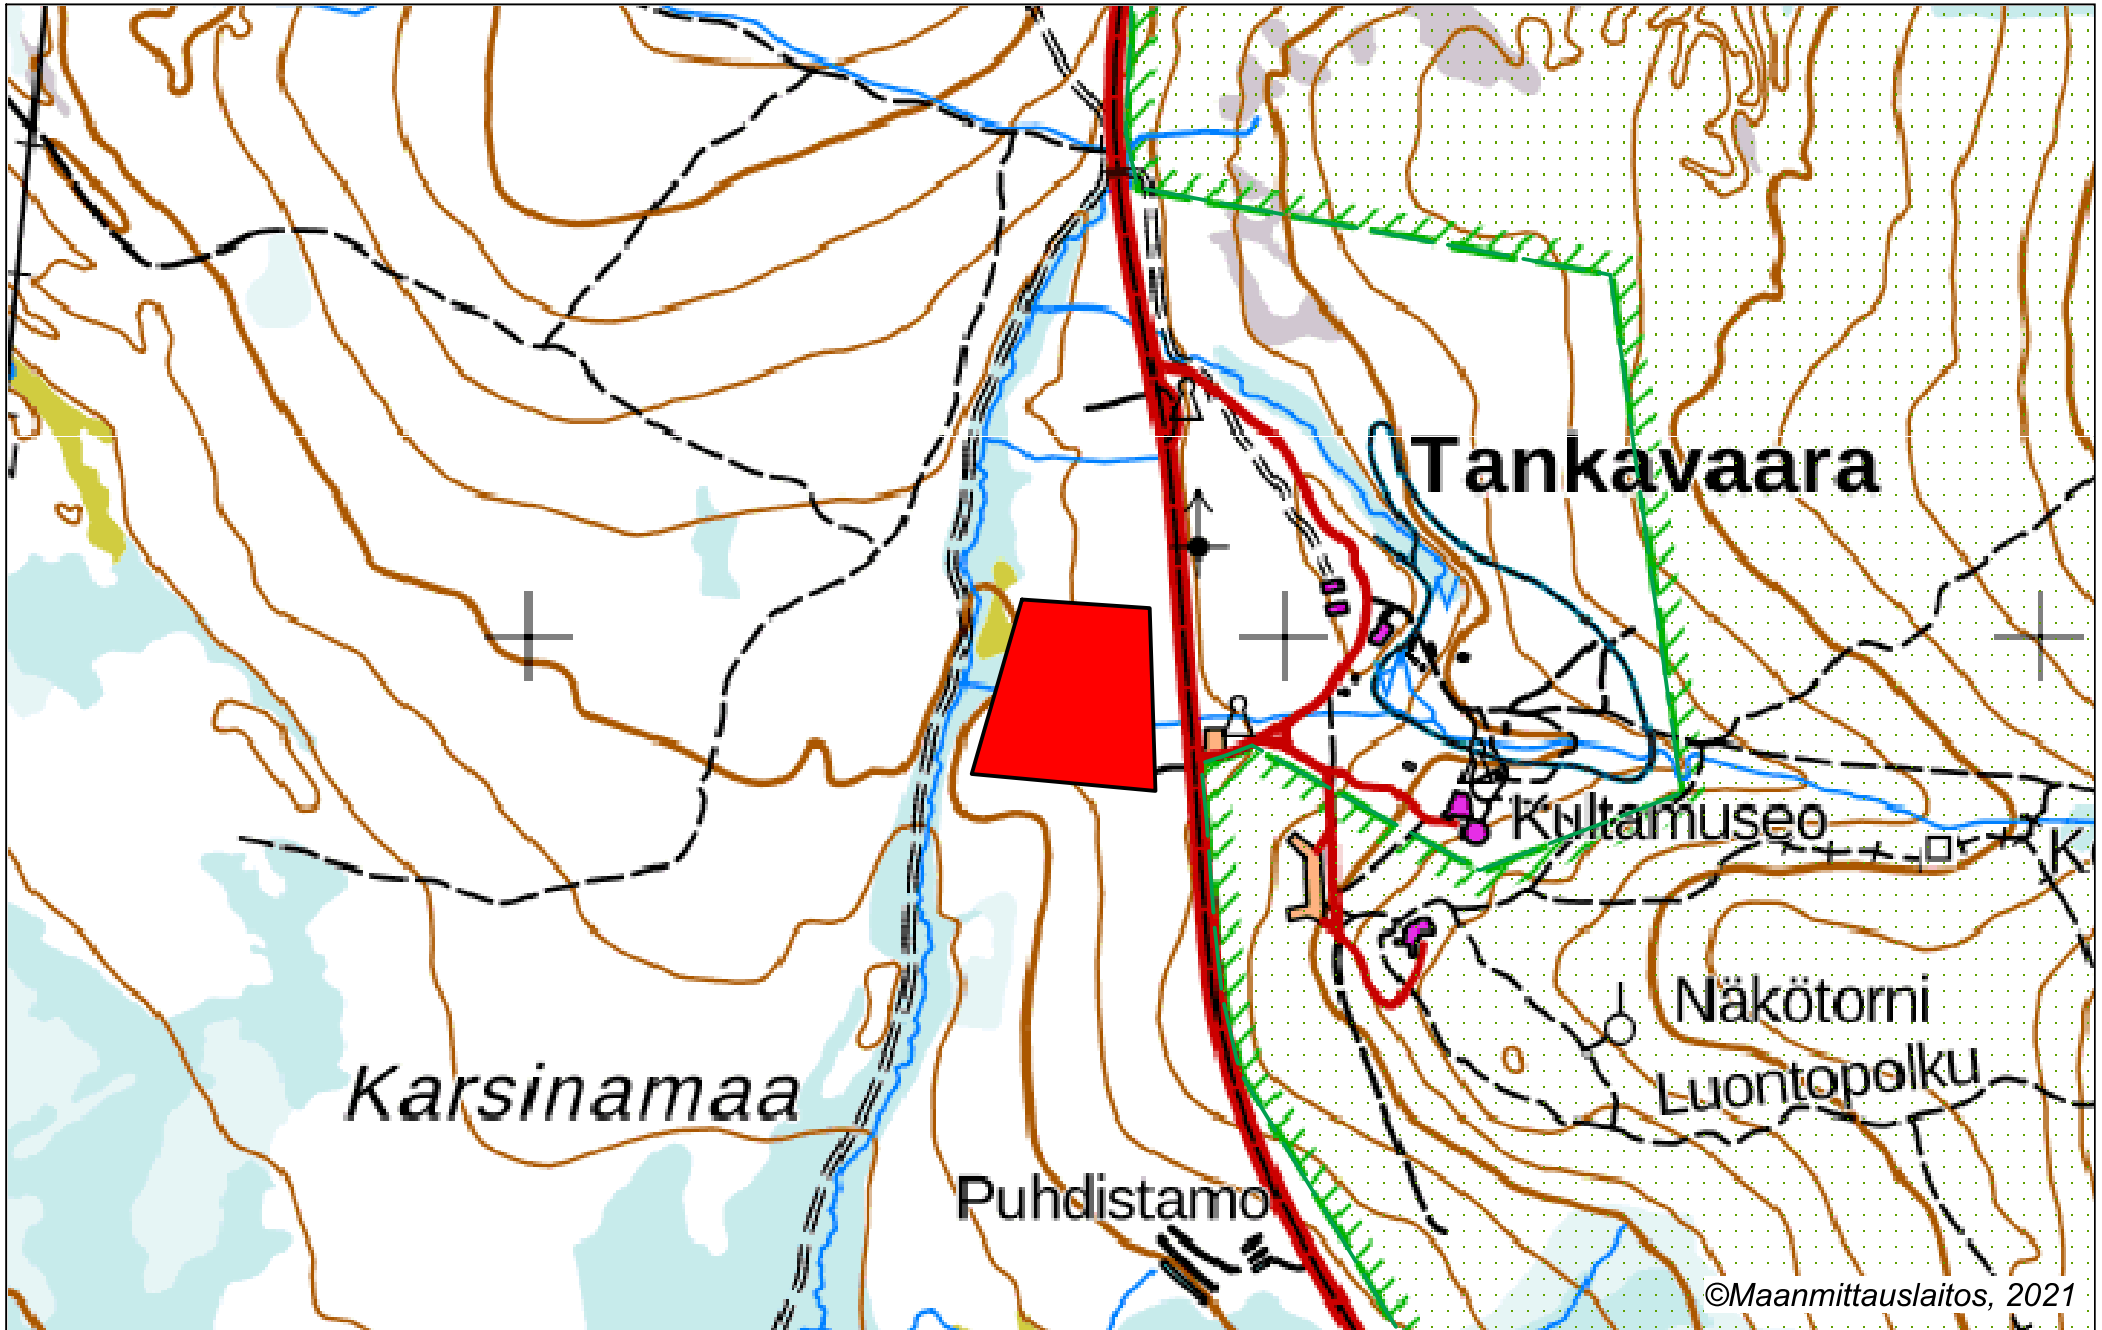 Tankavaara
Kultamuseo
Näkötorni
Luontopolku
Karsinamaa
Puhdistamo
©Maanmittauslaitos, 2021